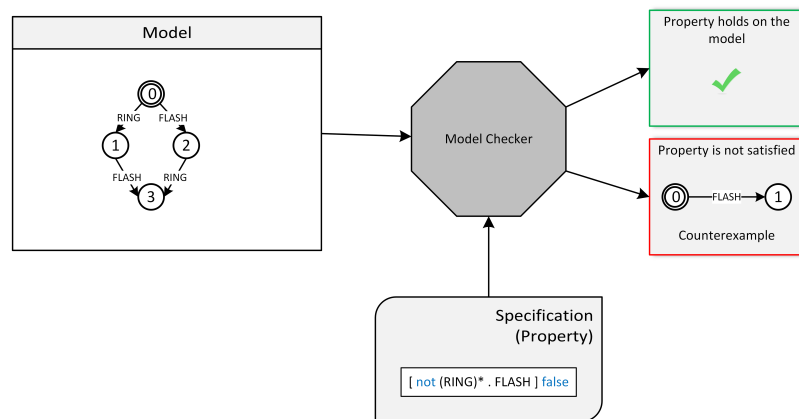 Model
0
RING FLASH
1 2
FLASH RING
3
Model Checker
Property holds on the
model
Property is not satisfied
0 FLASH 1
Counterexample
Specification
(Property)
[ not (RING)* . FLASH ] false